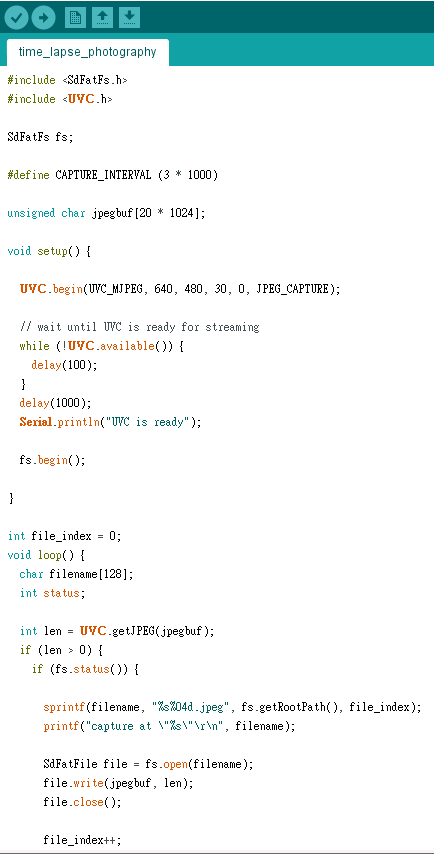 time_lapse_photography
#include <SdFatFs.h>
#include <UVC.h>
SdFatFs fs;
#define CAPTURE_INTERVAL (3 * 1000)
unsigned char jpegbuf[20 * 1024];
void setup() {
UVC.begin(UVC_MJPEG, 640, 480, 30, 0, JPEG_CAPTURE);
// wait until UVC is ready for streaming
while (!UVC.available()) {
delay(100);
}
delay(1000);
Serial.println("UVC is ready");
fs.begin();
}
int file_index = 0;
void loop() {
char filename[128];
int status;
int len = UVC.getJPEG(jpegbuf);
if (len > 0) {
if (fs.status()) {
sprintf(filename, "%s%04d.jpeg", fs.getRootPath(), file_index);
printf("capture at \"%s\"\r\n", filename);
SdFatFile file = fs.open(filename);
file.write(jpegbuf, len);
file.close();
file_index++;